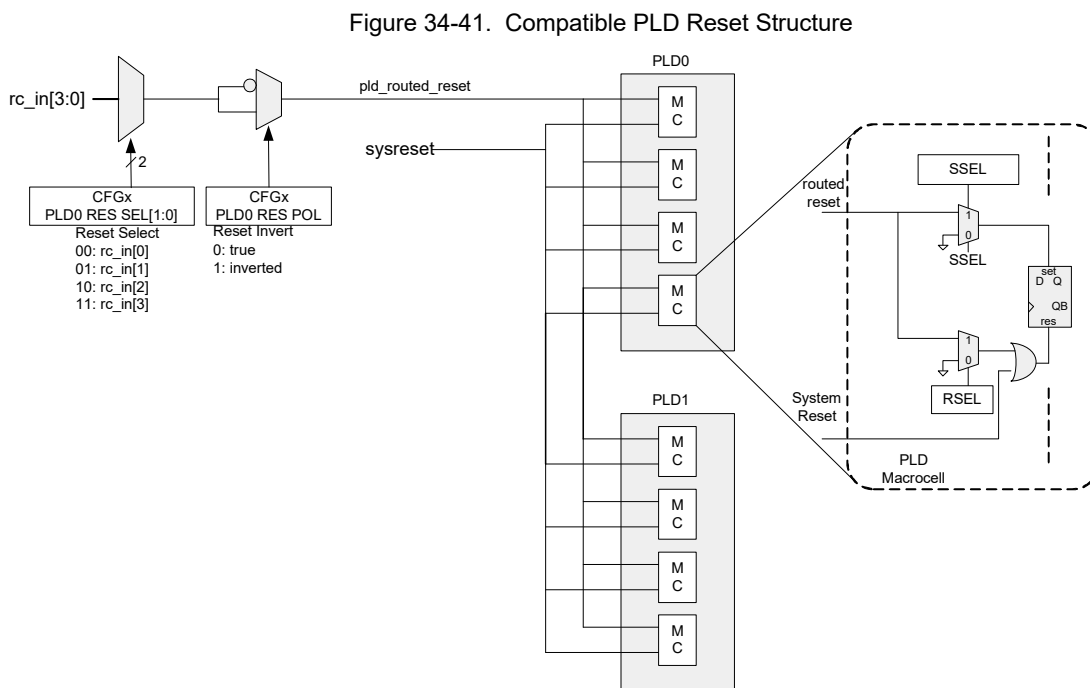 Figure 34-41. Compatible PLD Reset Structure
PLD0
rc_in[3:0]
pld_routed_reset
M
C
sysreset
2
CFGx
PLD0 RES SEL[1:0]
Reset Select
00: rc_in[0]
01: rc_in[1]
10: rc_in[2]
11: rc_in[3]
CFGx
PLD0 RES POL
Reset Invert
0: true
1: inverted
M
C
M
C
M
C
PLD1
M
C
M
C
M
C
M
C
routed
reset
SSEL
1
0
SSEL
set
D Q
QB
res
1
0
RSEL
System
Reset
PLD
Macrocell